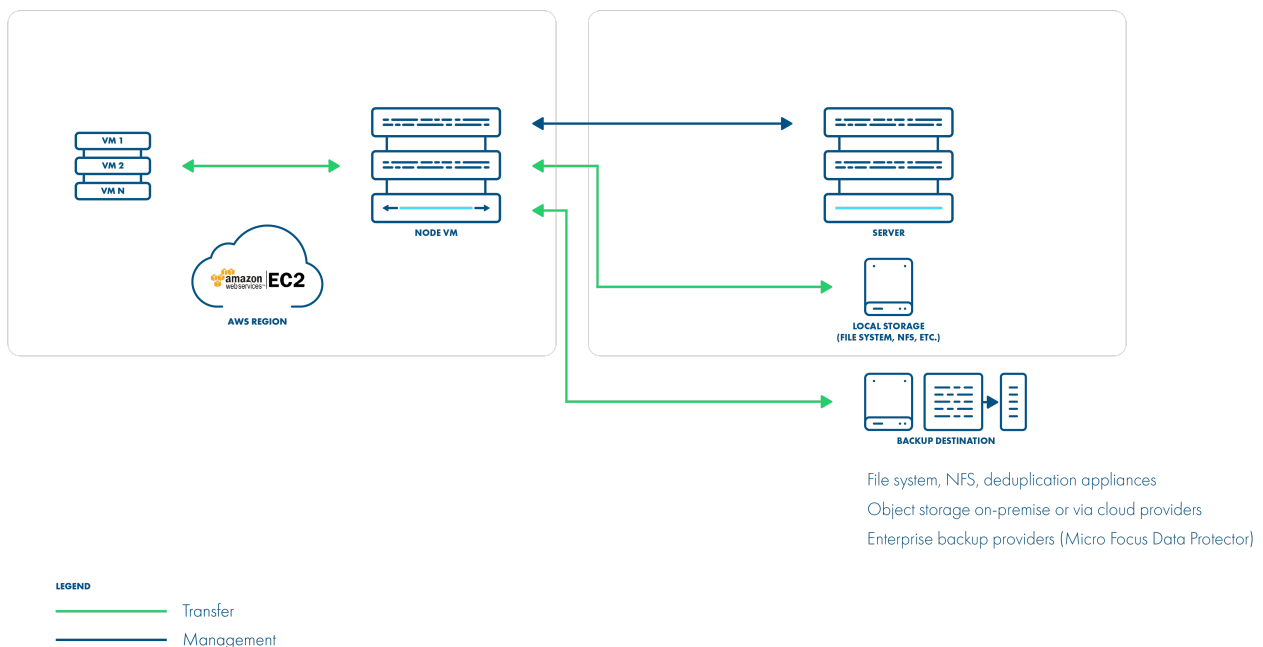 VM 1
VM 2
VM N
NODE VM
amazon
webservices™
EC2
AWS REGION
SERVER
LOCAL STORAGE
(FILE SYSTEM, NFS, ETC.)
BACKUP DESTINATION
File system, NFS, deduplication appliances
Object storage on-premise or via cloud providers
Enterprise backup providers (Micro Focus Data Protector)
LEGEND
Transfer
Management